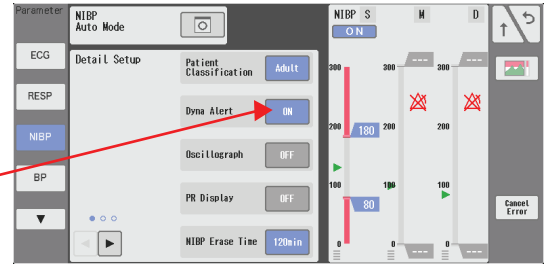 Parameter
ECG
RESP
NIBP
BP
▼
NIBP
Auto Mode
Detail Setup
Patient
Classification
Adult
Dyna Alert
ON
Oscillograph
OFF
PR Display
OFF
NIBP Erase Time
120min
NIBP S M D
ON
300
200
100
0
180
80
---
300
200
100
0
---
---
300
200
100
0
---
Cancel
Error